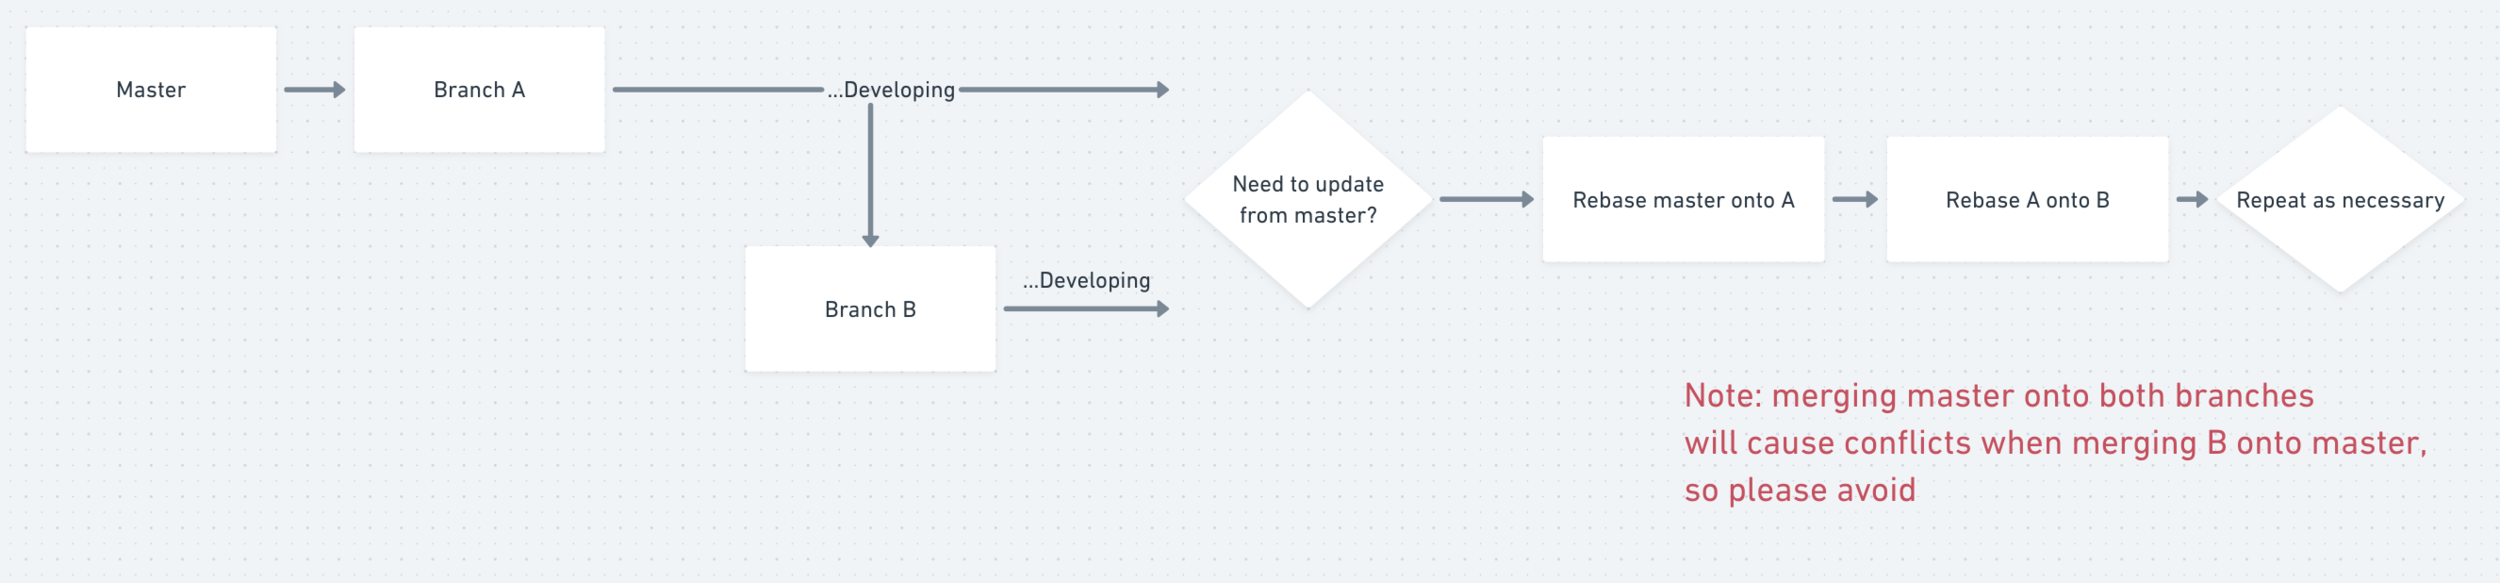 Master
Branch A
...Developing
Branch B
...Developing
Need to update
from master?
Rebase master onto A
Rebase A onto B
Repeat as necessary
Note: merging master onto both branches
will cause conflicts when merging B onto master,
so please avoid